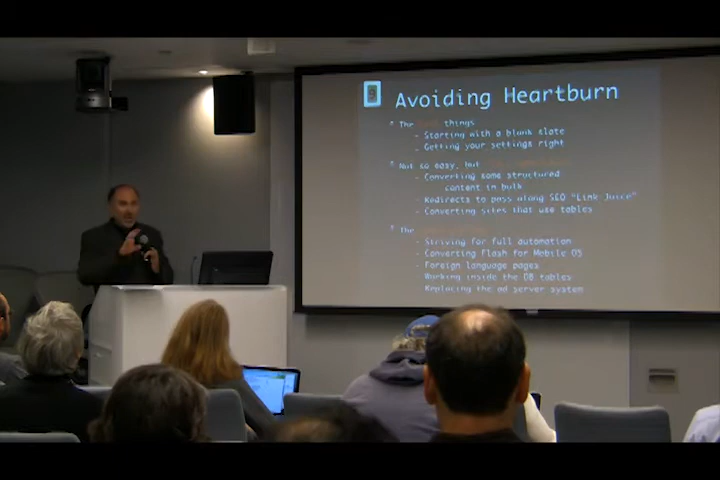 Avoiding Heartburn
* The things
- Starting with a blank slate
- Getting your settings right
* Not so easy, but
- Converting some structured
content in bulk
- Redirects to pass along SEO "Link Juice"
- Converting sites that use tables
* The
- Striving for full automation
- Converting Flash for Mobile OS
- Foreign language pages
- Working inside the DB tables
- Replacing the ad server system